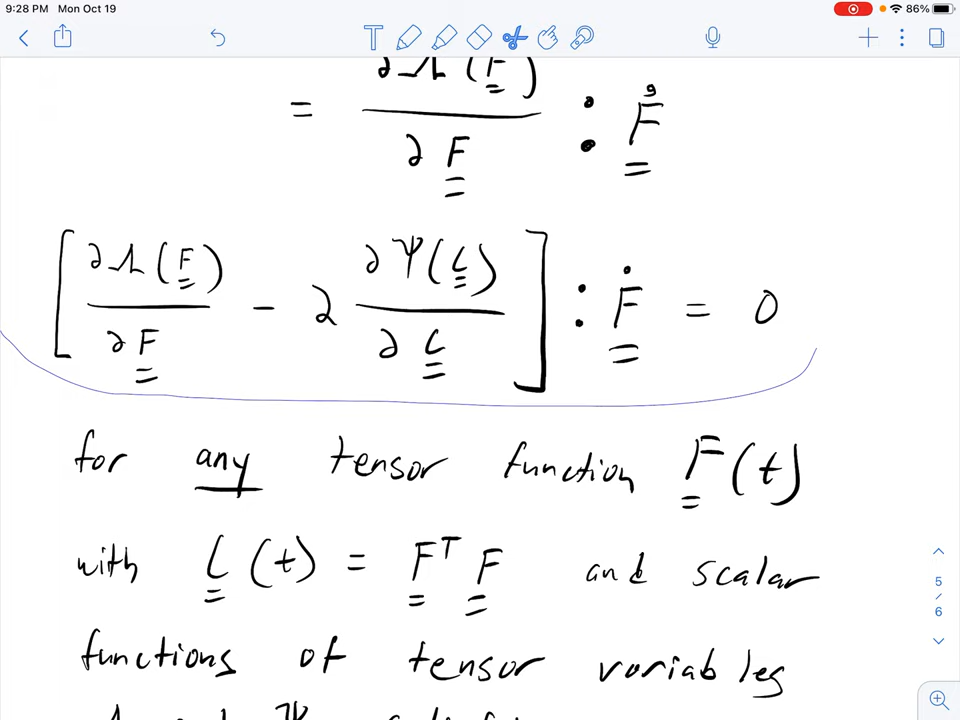 9:28 PM Mon Oct 19 86%
= ∂Λ(F) / ∂F : Ḟ
[ ∂Λ(F) / ∂F − 2 ∂Ψ(C) / ∂C ] : Ḟ = 0
for any tensor function F(t)
with C(t) = Fᵀ F and scalar
functions of tensor variables
5
/
6